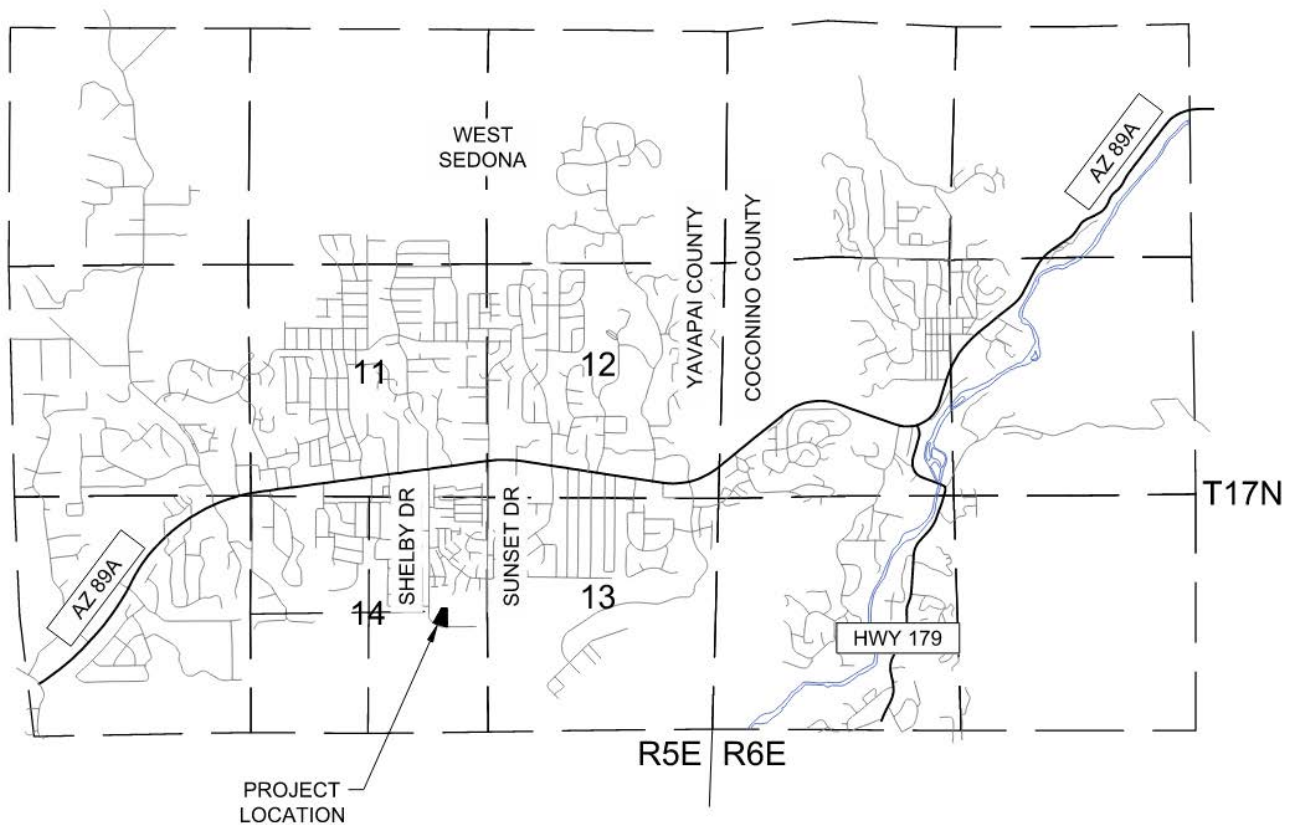 WEST
SEDONA
AZ 89A
YAVAPAI COUNTY
COCONINO COUNTY
11
12
T17N
SHELBY DR
SUNSET DR
AZ 89A
14
13
HWY 179
R5E
R6E
PROJECT
LOCATION